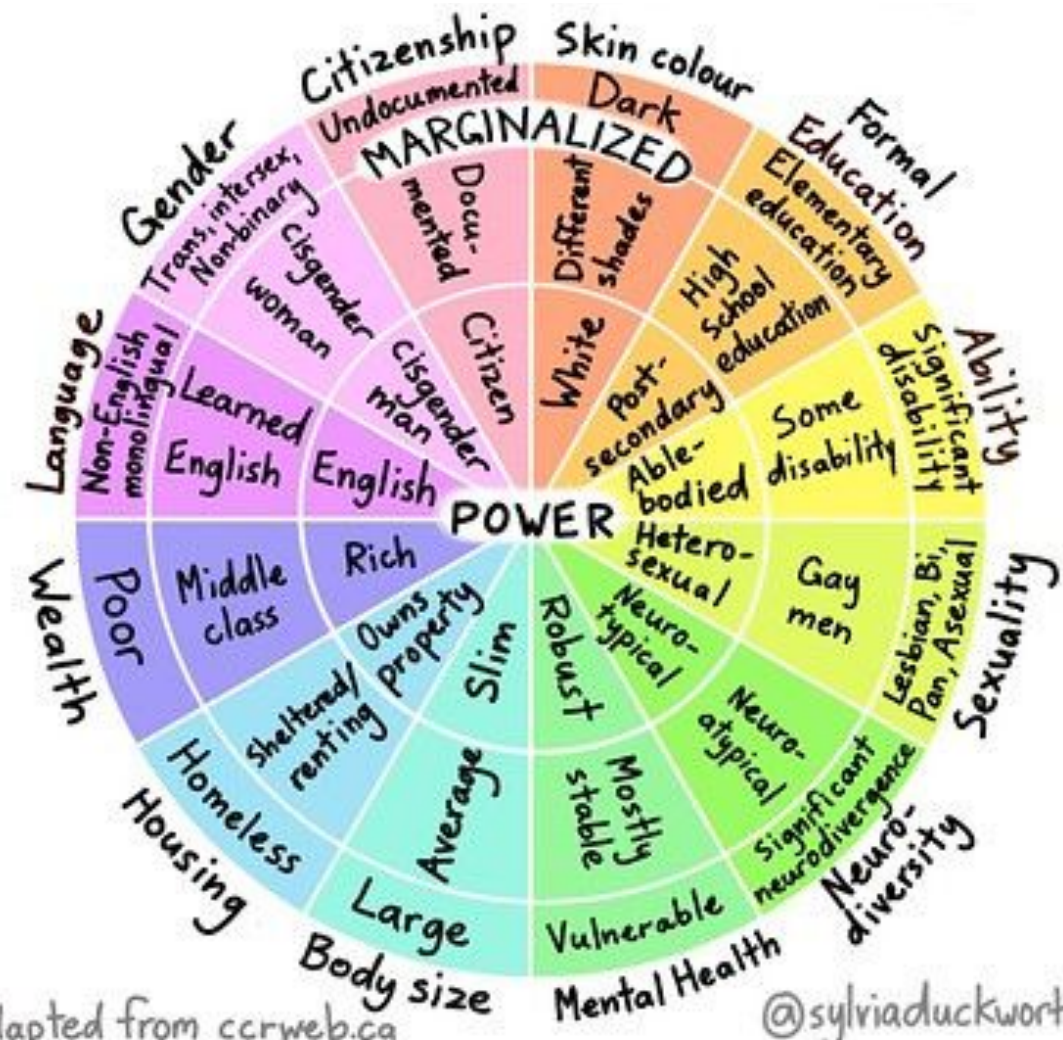 Citizenship
Undocumented
Docu-
mented
Citizen
Skin colour
Dark
Different
shades
White
Formal
Education
Elementary
education
High
school
education
Post-
secondary
Ability
Significant
disability
Some
disability
Able-
bodied
Sexuality
Lesbian, Bi,
Pan, Asexual
Gay
men
Hetero-
sexual
Neuro-
diversity
Significant
neurodivergence
Neuro-
atypical
Neuro-
typical
Mental Health
Vulnerable
Mostly
stable
Robust
Body size
Large
Average
Slim
Housing
Homeless
Sheltered/
renting
Owns
property
Wealth
Poor
Middle
class
Rich
Language
Non-English
monolingual
Learned
English
English
Gender
Trans, intersex,
Non-binary
cisgender
woman
cisgender
man
MARGINALIZED
POWER
dapted from ccrweb.ca
@sylviaduckwort